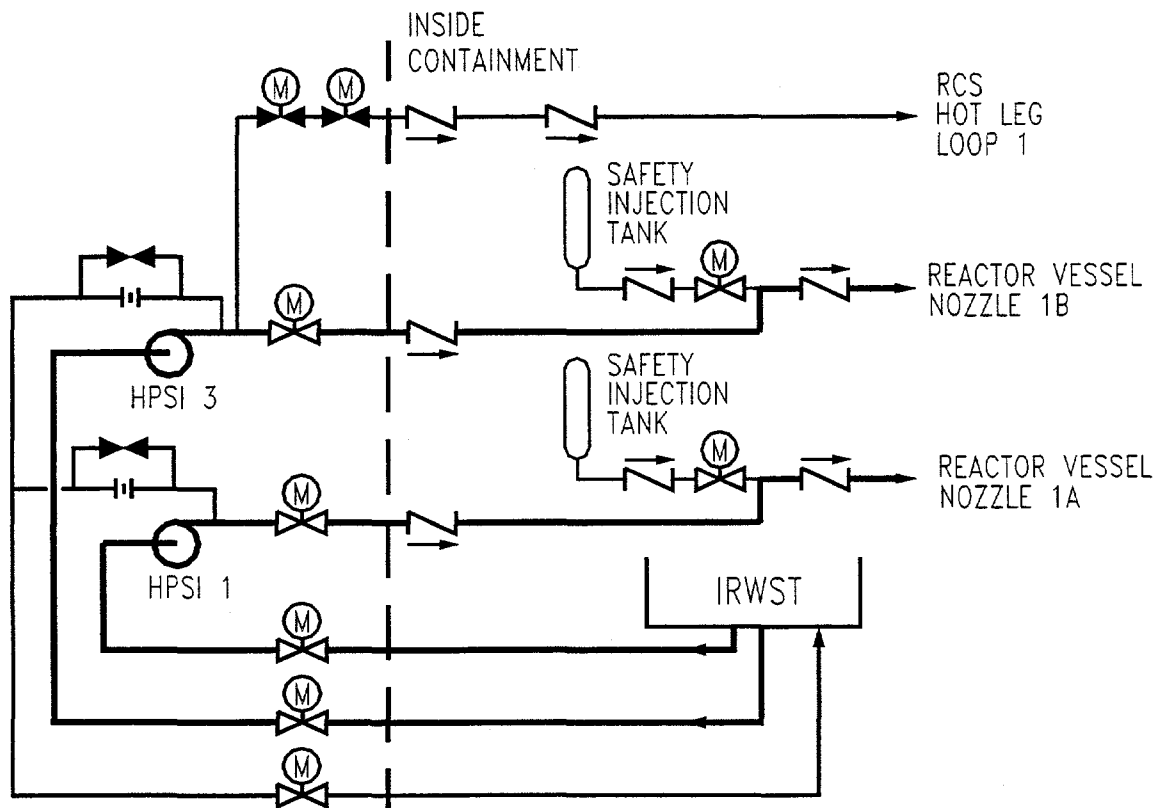 INSIDE
CONTAINMENT
M
M
RCS
HOT LEG
LOOP 1
SAFETY
INJECTION
TANK
M
REACTOR VESSEL
NOZZLE 1B
M
HPSI 3
SAFETY
INJECTION
TANK
M
REACTOR VESSEL
NOZZLE 1A
M
HPSI 1
IRWST
M
M
M